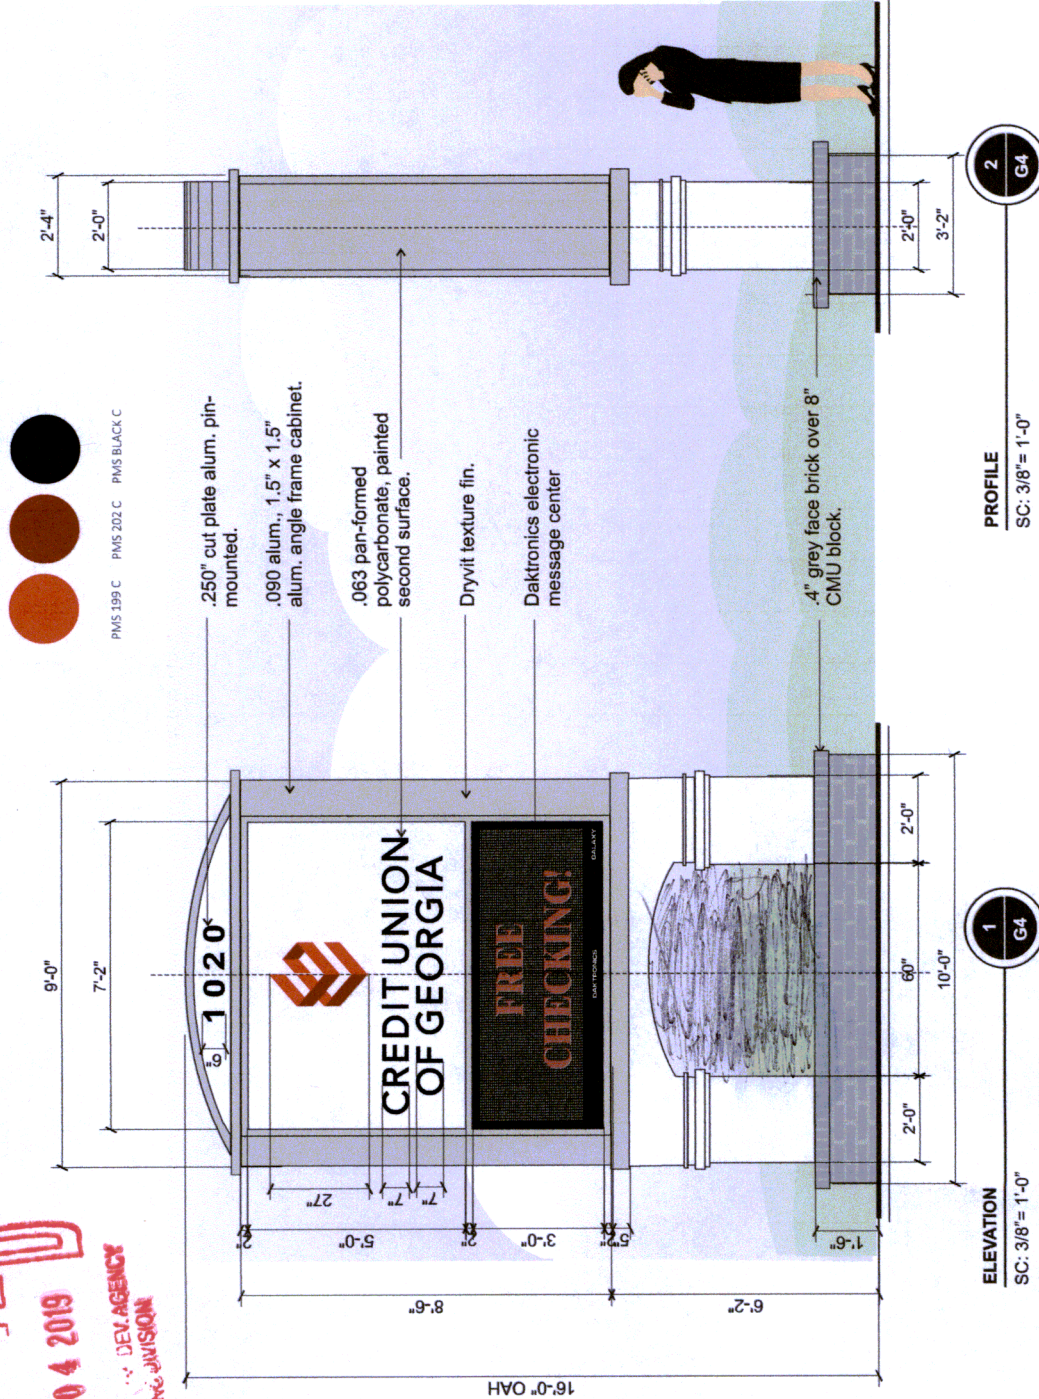 04 2019
DEV. AGENCY
DIVISION
PMS 199 C
PMS 202 C
PMS BLACK C
9'-0"
7'-2"
6"
1020
CREDIT UNION
OF GEORGIA
FREE
CHECKING!
DAKTRONICS
GALAXY
27"
7"
7"
2"
5'-0"
2"
3'-0"
2"
5"
1'-6"
8'-6"
6'-2"
16'-0" OAH
2'-0"
60"
2'-0"
10'-0"
.250" cut plate alum. pin-
mounted.
.090 alum., 1.5" x 1.5"
alum. angle frame cabinet.
.063 pan-formed
polycarbonate, painted
second surface.
Dryvit texture fin.
Daktronics electronic
message center
.4" grey face brick over 8"
CMU block.
2'-4"
2'-0"
2'-0"
3'-2"
ELEVATION
SC: 3/8"= 1'-0"
1
G4
PROFILE
SC: 3/8"= 1'-0"
2
G4